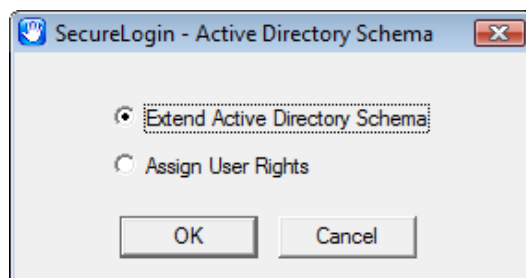 SecureLogin - Active Directory Schema
Extend Active Directory Schema
Assign User Rights
OK Cancel